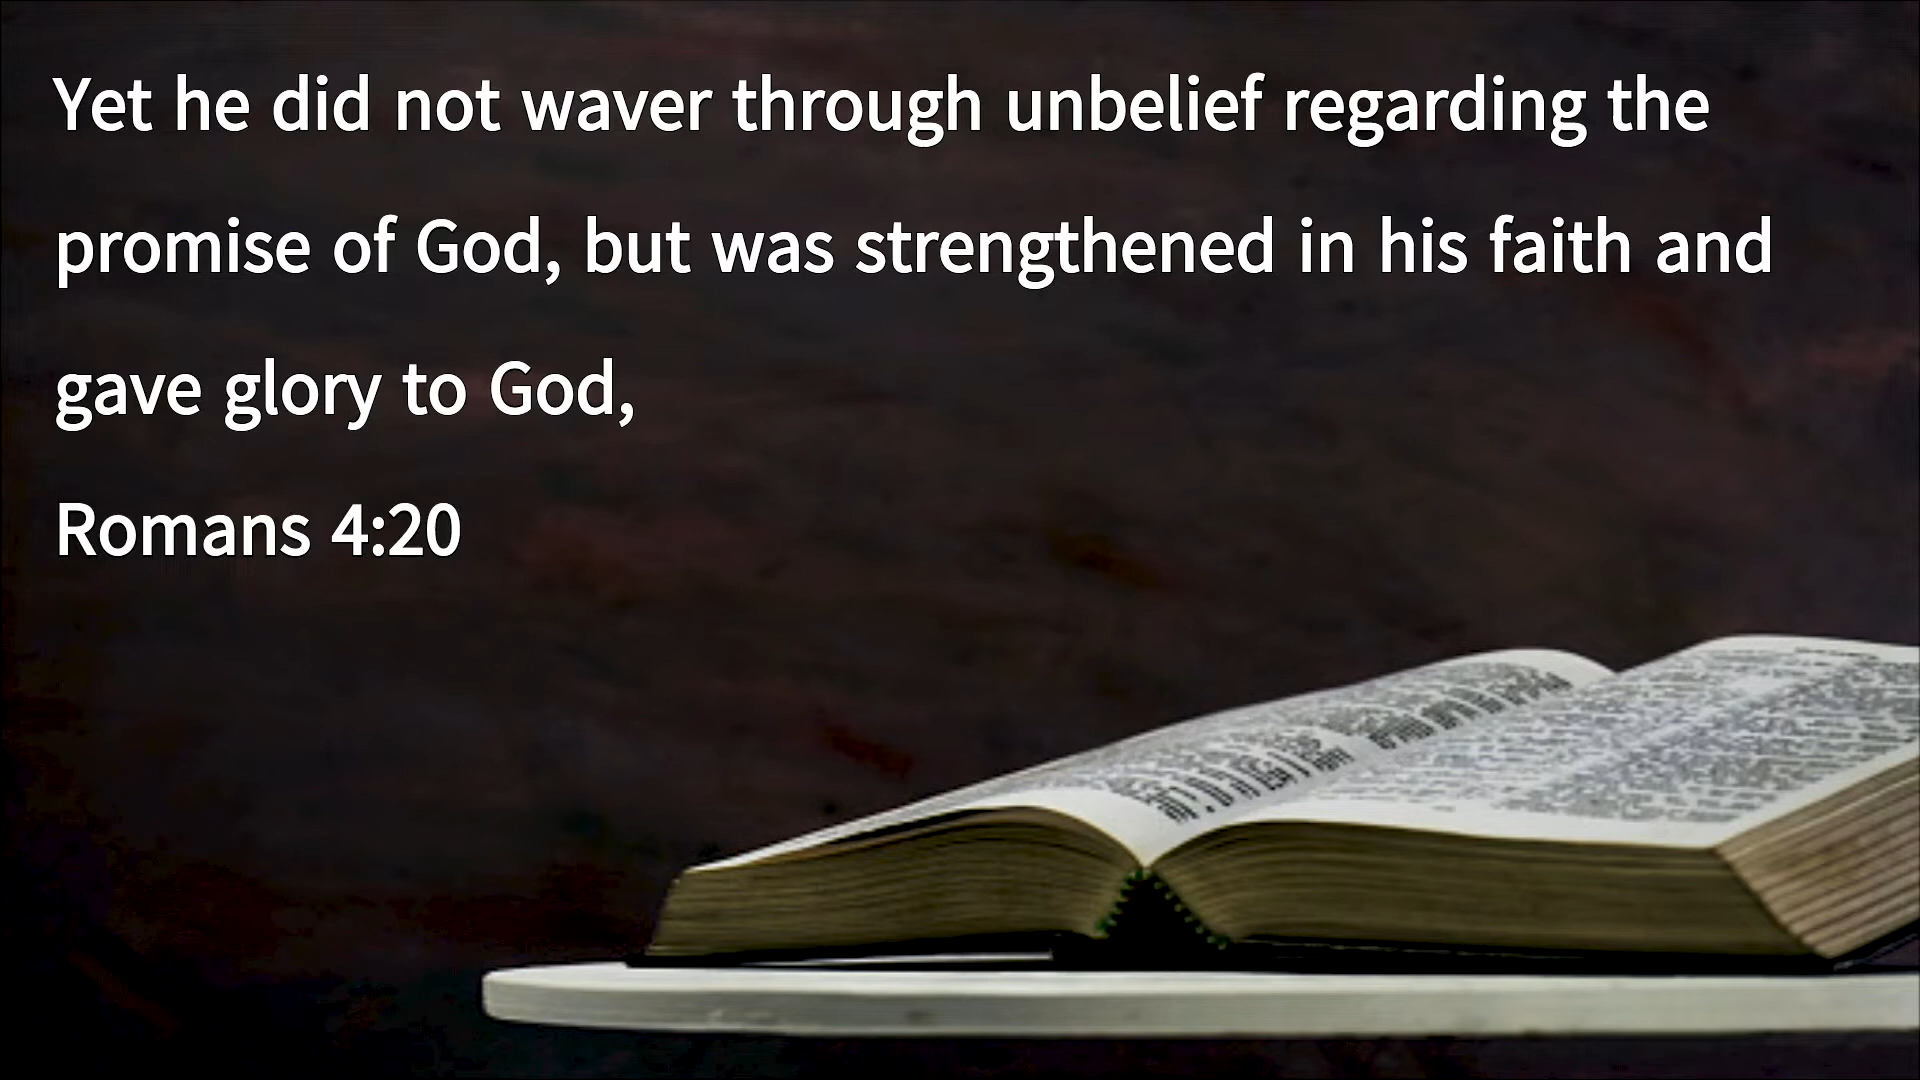 Yet he did not waver through unbelief regarding the
promise of God, but was strengthened in his faith and
gave glory to God,
Romans 4:20